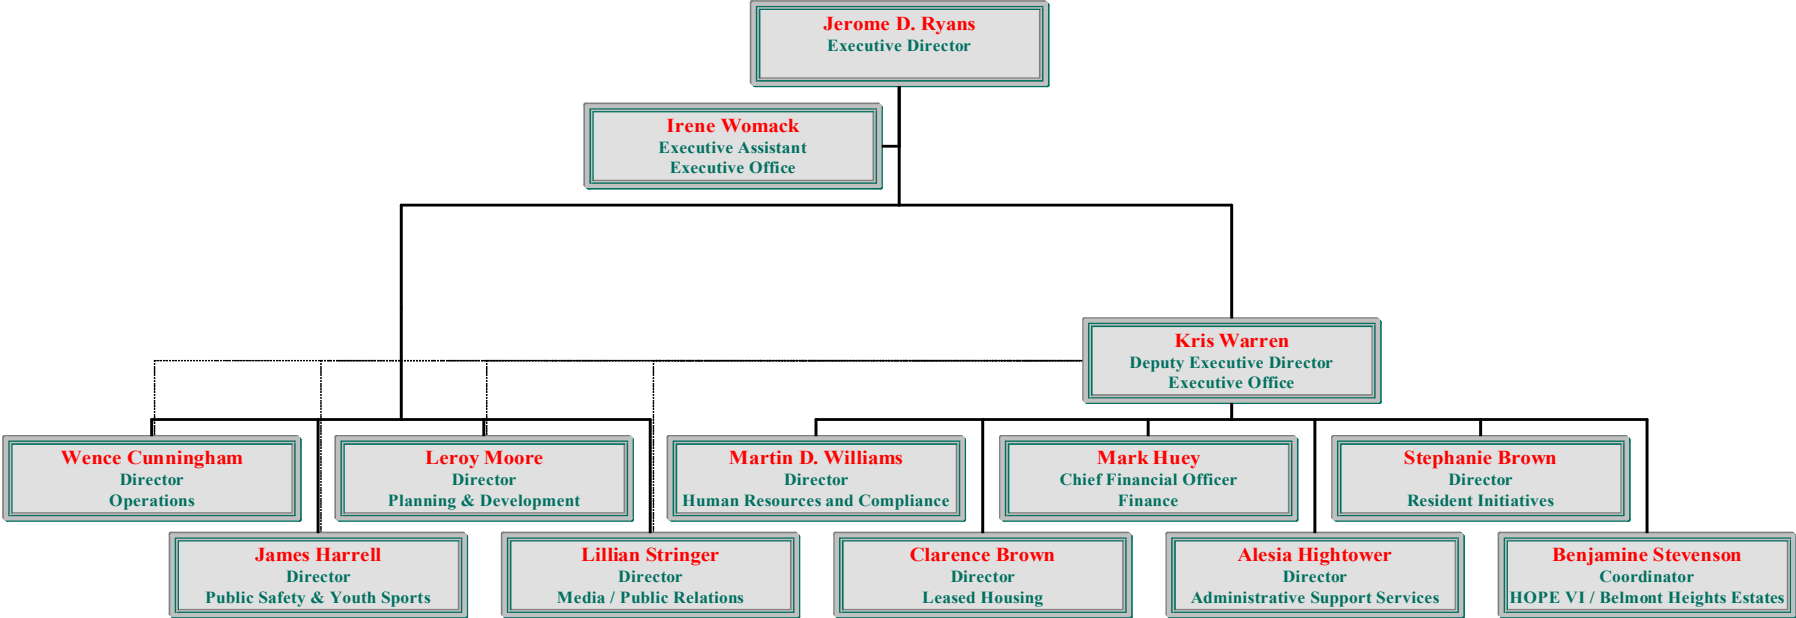 Jerome D. Ryans
Executive Director
Irene Womack
Executive Assistant
Executive Office
Kris Warren
Deputy Executive Director
Executive Office
Wence Cunningham
Director
Operations
Leroy Moore
Director
Planning & Development
Martin D. Williams
Director
Human Resources and Compliance
Mark Huey
Chief Financial Officer
Finance
Stephanie Brown
Director
Resident Initiatives
James Harrell
Director
Public Safety & Youth Sports
Lillian Stringer
Director
Media / Public Relations
Clarence Brown
Director
Leased Housing
Alesia Hightower
Director
Administrative Support Services
Benjamine Stevenson
Coordinator
HOPE VI / Belmont Heights Estates